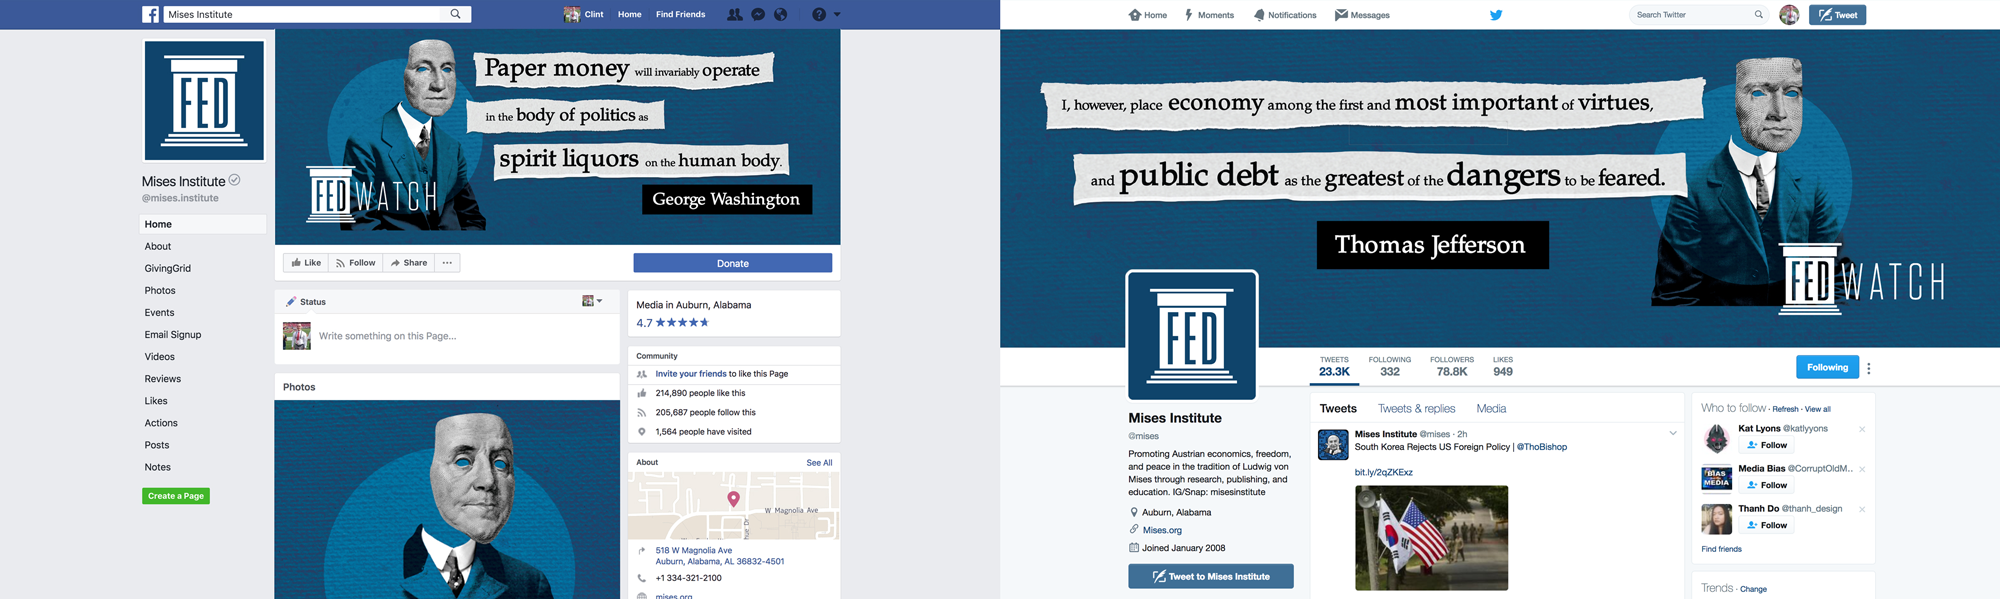 Mises Institute
Clint
Home
Find Friends
FED
Mises Institute
@mises.institute
Home
About
GivingGrid
Photos
Events
Email Signup
Videos
Reviews
Likes
Actions
Posts
Notes
Create a Page
Paper money will invariably operate
in the body of politics as
spirit liquors on the human body.
George Washington
FED WATCH
Like
Follow
Share
Donate
Status
Write something on this Page...
Photos
Media in Auburn, Alabama
4.7
Community
Invite your friends to like this Page
214,890 people like this
205,687 people follow this
1,564 people have visited
About
See All
W Magnolia Ave
518 W Magnolia Ave
Auburn, Alabama, AL 36832-4501
+1 334-321-2100
mises.org
Home
Moments
Notifications
Messages
Search Twitter
Tweet
I, however, place economy among the first and most important of virtues,
and public debt as the greatest of the dangers to be feared.
Thomas Jefferson
FED WATCH
FED
TWEETS
23.3K
FOLLOWING
332
FOLLOWERS
78.8K
LIKES
949
Following
Mises Institute
@mises
Promoting Austrian economics, freedom,
and peace in the tradition of Ludwig von
Mises through research, publishing, and
education. IG/Snap: misesinstitute
Auburn, Alabama
Mises.org
Joined January 2008
Tweet to Mises Institute
Tweets
Tweets & replies
Media
Mises Institute @mises · 2h
South Korea Rejects US Foreign Policy | @ThoBishop
bit.ly/2qZKExz
Who to follow · Refresh · View all
Kat Lyons @katlyyons
Follow
BIAS
MEDIA
Media Bias @CorruptOldM...
Follow
Thanh Do @thanh_design
Follow
Find friends
Trends · Change